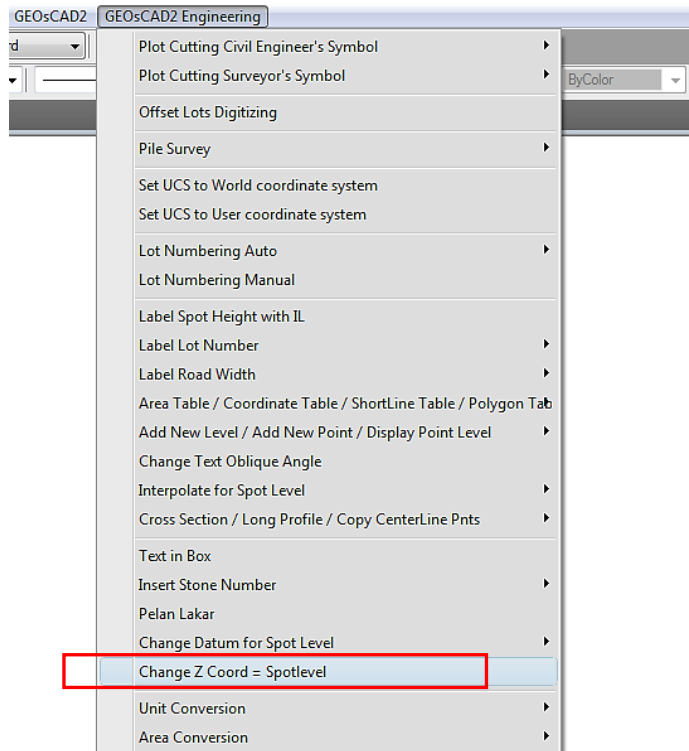 GEOsCAD2 GEOsCAD2 Engineering
rd
ByColor
Plot Cutting Civil Engineer's Symbol
Plot Cutting Surveyor's Symbol
Offset Lots Digitizing
Pile Survey
Set UCS to World coordinate system
Set UCS to User coordinate system
Lot Numbering Auto
Lot Numbering Manual
Label Spot Height with IL
Label Lot Number
Label Road Width
Area Table / Coordinate Table / ShortLine Table / Polygon Tab
Add New Level / Add New Point / Display Point Level
Change Text Oblique Angle
Interpolate for Spot Level
Cross Section / Long Profile / Copy CenterLine Pnts
Text in Box
Insert Stone Number
Pelan Lakar
Change Datum for Spot Level
Change Z Coord = Spotlevel
Unit Conversion
Area Conversion